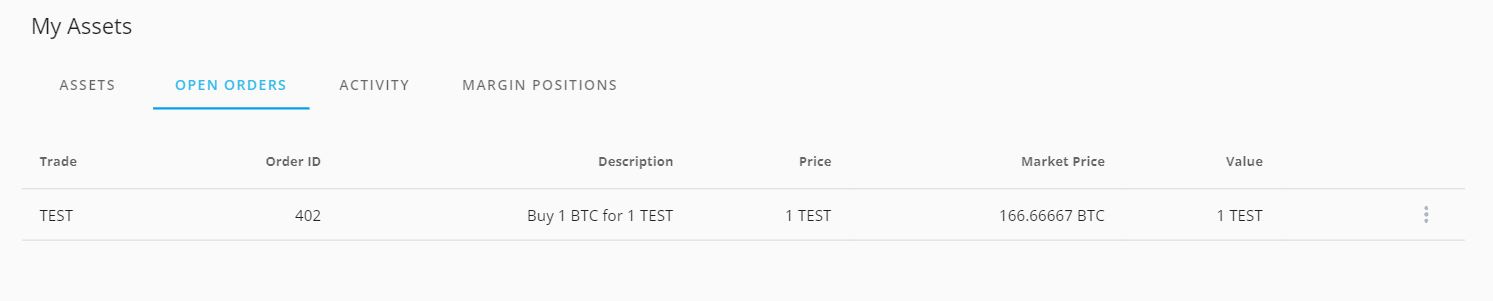 My Assets
ASSETS OPEN ORDERS ACTIVITY MARGIN POSITIONS
Trade Order ID Description Price Market Price Value
TEST 402 Buy 1 BTC for 1 TEST 1 TEST 166.66667 BTC 1 TEST